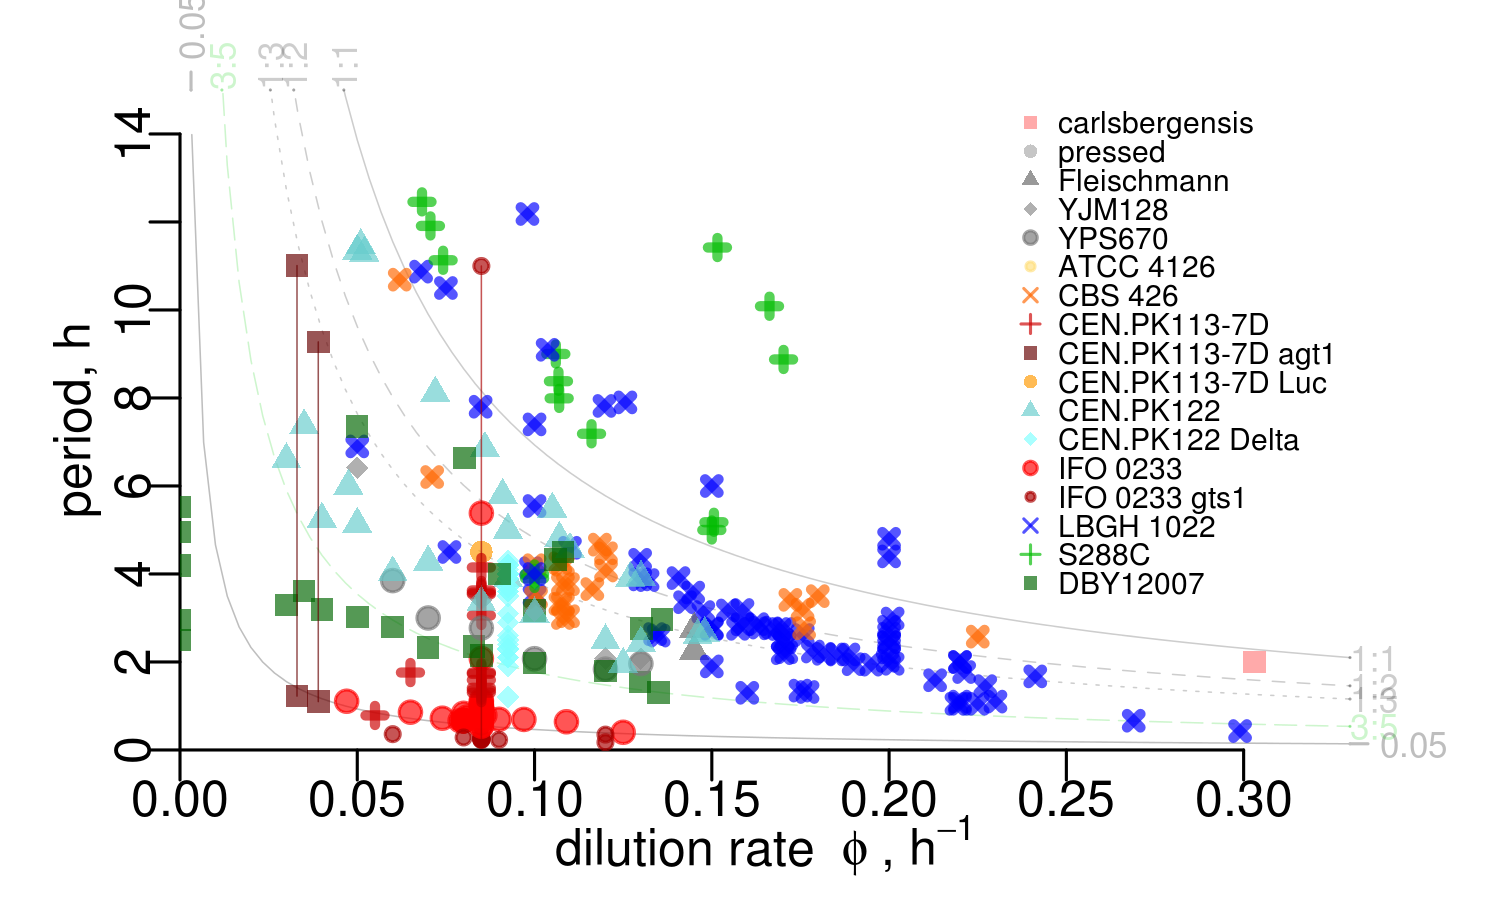 − 0.05
3:5
1:3
1:2
1:1
14
10
8
6
4
2
0
period, h
carlsbergensis
pressed
Fleischmann
YJM128
YPS670
ATCC 4126
CBS 426
CEN.PK113-7D
CEN.PK113-7D agt1
CEN.PK113-7D Luc
CEN.PK122
CEN.PK122 Delta
IFO 0233
IFO 0233 gts1
LBGH 1022
S288C
DBY12007
1:1
1:2
1:3
3:5
0.05
0.00 0.05 0.10 0.15 0.20 0.25 0.30
dilution rate ϕ , h⁻¹